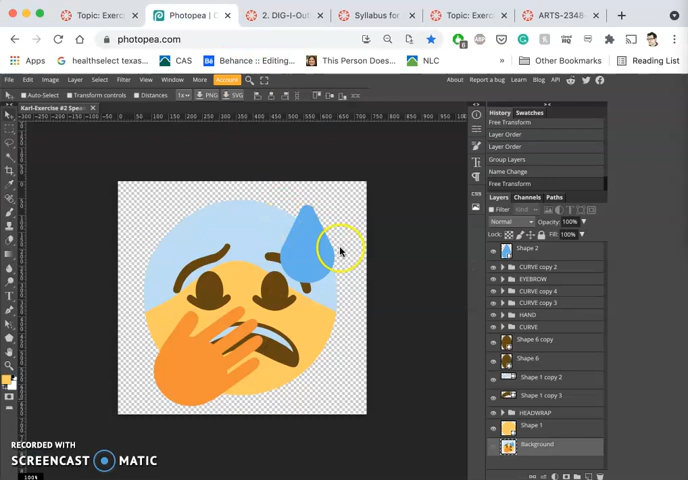 Topic: Exerc
Photopea | C
2. DIG-I-Out
Syllabus for
Topic: Exerc
ARTS-2348
photopea.com
Apps
healthselect texas...
CAS
Behance :: Editing...
This Person Does...
NLC
Other Bookmarks
Reading List
File Edit Image Layer Select Filter View Window More Account
About Report a bug Learn Blog API
Auto-Select Transform controls Distances 1x PNG SVG
Karl-Exercise #2 Spee
History Swatches
Free Transform
Layer Order
Layer Order
Group Layers
Name Change
Free Transform
Layers Channels Paths
Filter Kind
Normal Opacity: 100%
Lock: Fill: 100%
Shape 2
CURVE copy 2
EYEBROW
CURVE copy 4
CURVE copy 3
HAND
CURVE
Shape 6 copy
Shape 6
Shape 1 copy 2
Shape 1 copy 3
HEADWRAP
Shape 1
Background
RECORDED WITH
SCREENCAST MATIC
100%